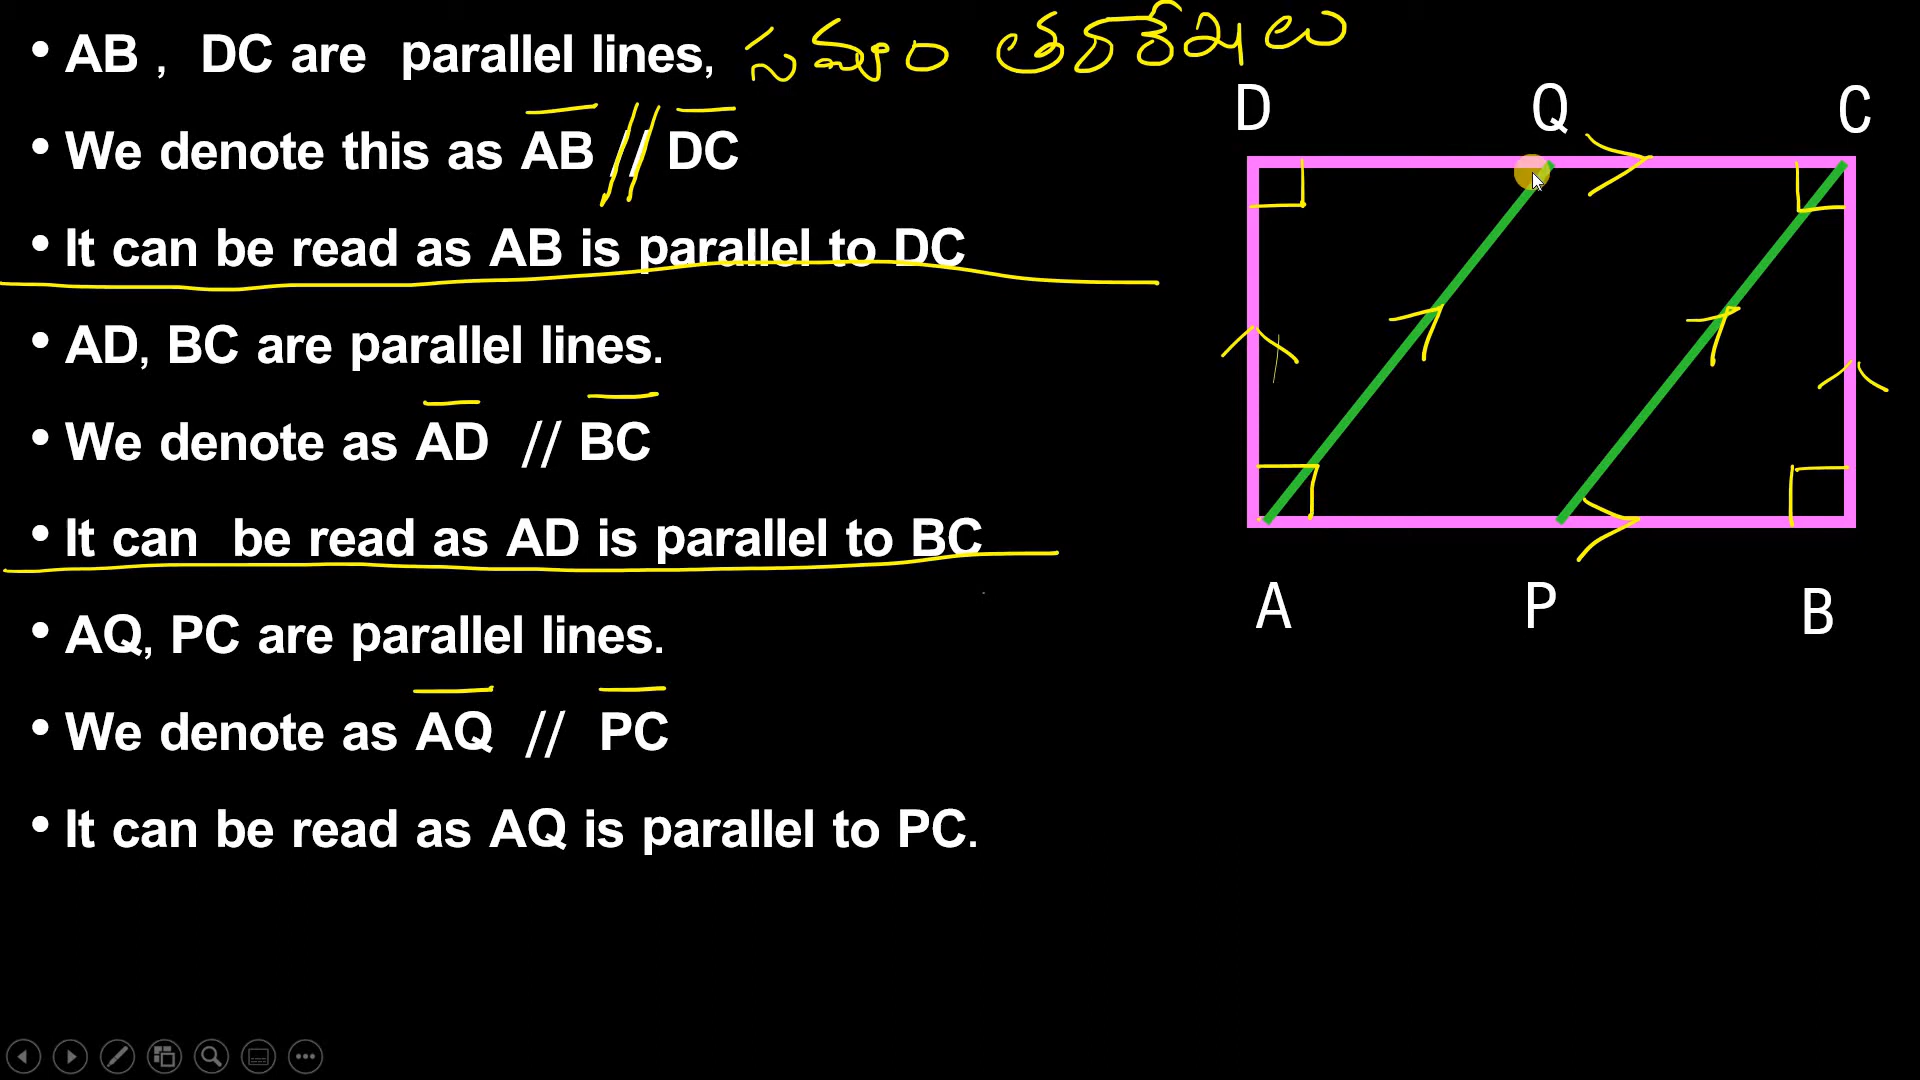 • AB , DC are parallel lines, సమాంతరరేఖలు
• We denote this as AB // DC
• It can be read as AB is parallel to DC
• AD, BC are parallel lines.
• We denote as AD // BC
• It can be read as AD is parallel to BC
• AQ, PC are parallel lines.
• We denote as AQ // PC
• It can be read as AQ is parallel to PC.
D Q C
A P B